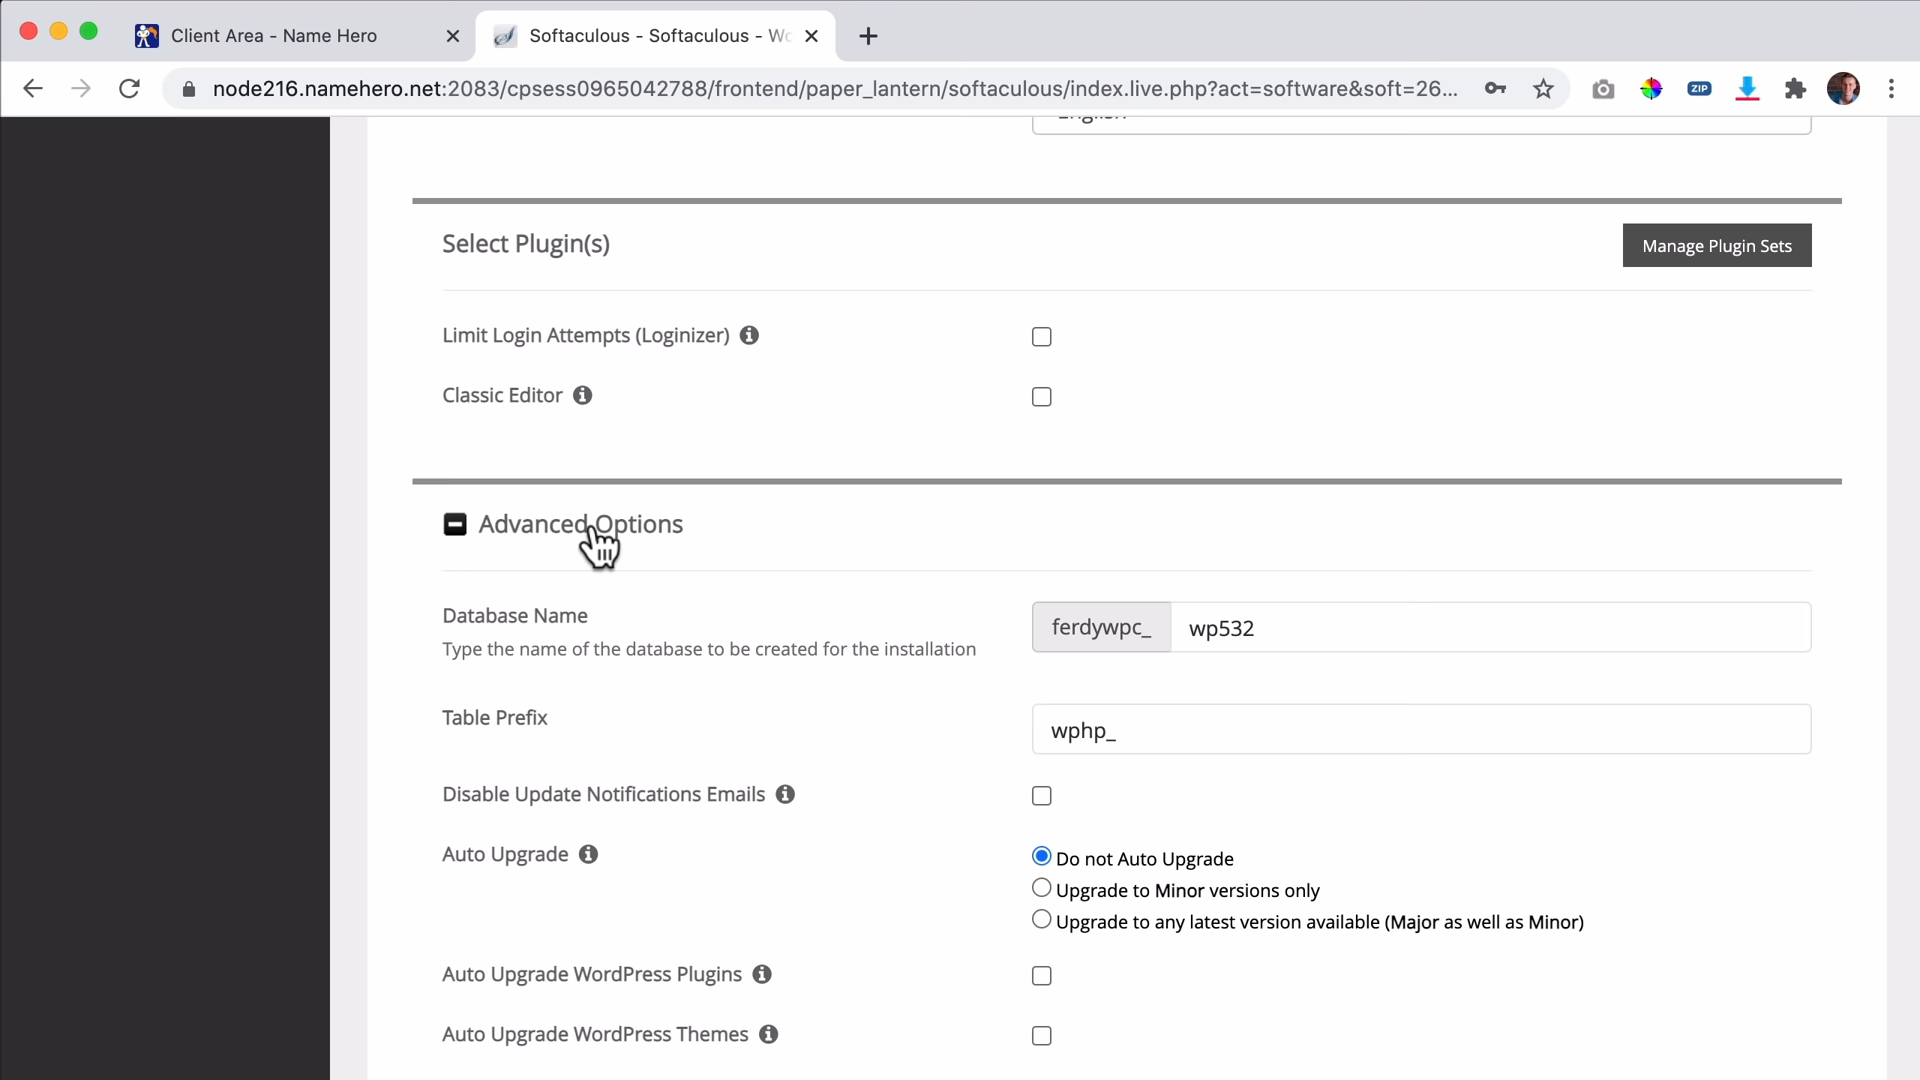 Client Area - Name Hero
Softaculous - Softaculous - Wo
node216.namehero.net:2083/cpsess0965042788/frontend/paper_lantern/softaculous/index.live.php?act=software&soft=26...
ZIP
English
Select Plugin(s)
Manage Plugin Sets
Limit Login Attempts (Loginizer)
Classic Editor
Advanced Options
Database Name
ferdywpc_ wp532
Type the name of the database to be created for the installation
Table Prefix
wphp_
Disable Update Notifications Emails
Auto Upgrade
Do not Auto Upgrade
Upgrade to Minor versions only
Upgrade to any latest version available (Major as well as Minor)
Auto Upgrade WordPress Plugins
Auto Upgrade WordPress Themes